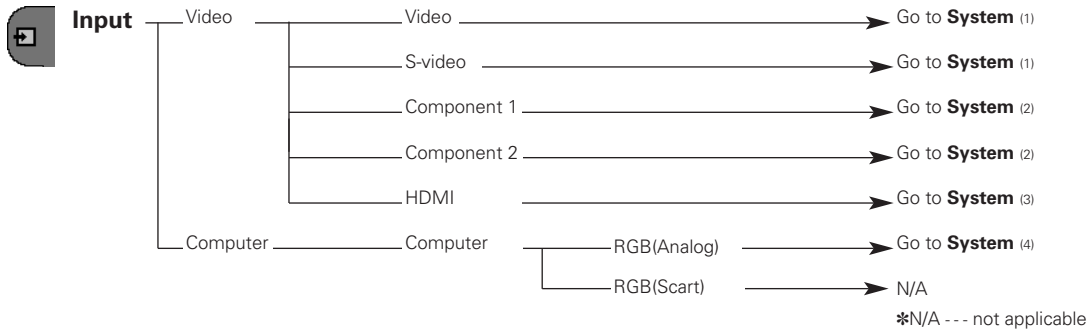 Input Video Video Go to System (1)
S-video Go to System (1)
Component 1 Go to System (2)
Component 2 Go to System (2)
HDMI Go to System (3)
Computer Computer RGB(Analog) Go to System (4)
RGB(Scart) N/A
✽N/A - - - not applicable